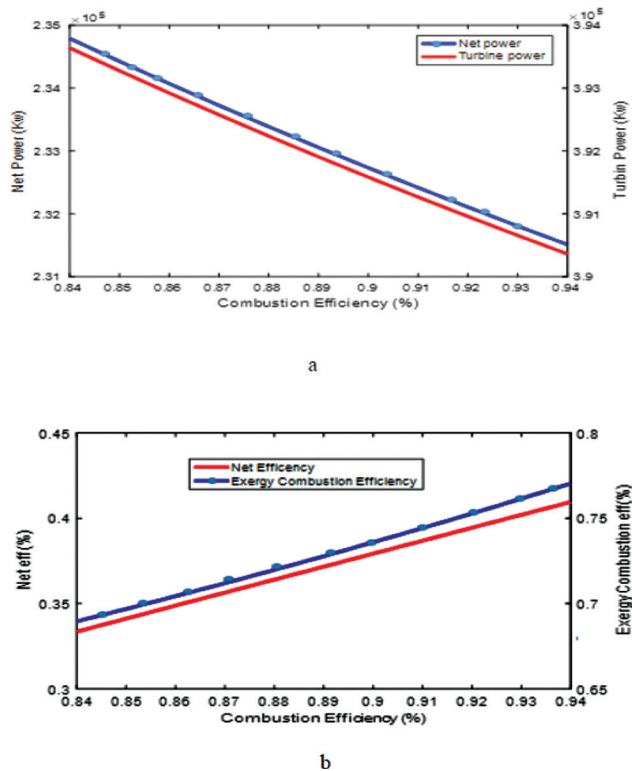 × 10 5
× 10 5
2.35
2.34
2.33
2.32
2.31
Net Power (Kw)
Net power
Turbine power
3.94
3.93
3.92
3.91
3.9
Turbin Power (Kw)
0.84 0.85 0.86 0.87 0.88 0.89 0.9 0.91 0.92 0.93 0.94
Combustion Efficiency (%)
a
0.45
0.4
0.35
0.3
Net eff(%)
Net Efficency
Exergy Combustion Efficiency
0.8
0.75
0.7
0.65
Exergy Combustion eff(%)
0.84 0.85 0.86 0.87 0.88 0.89 0.9 0.91 0.92 0.93 0.94
Combustion Efficiency (%)
b